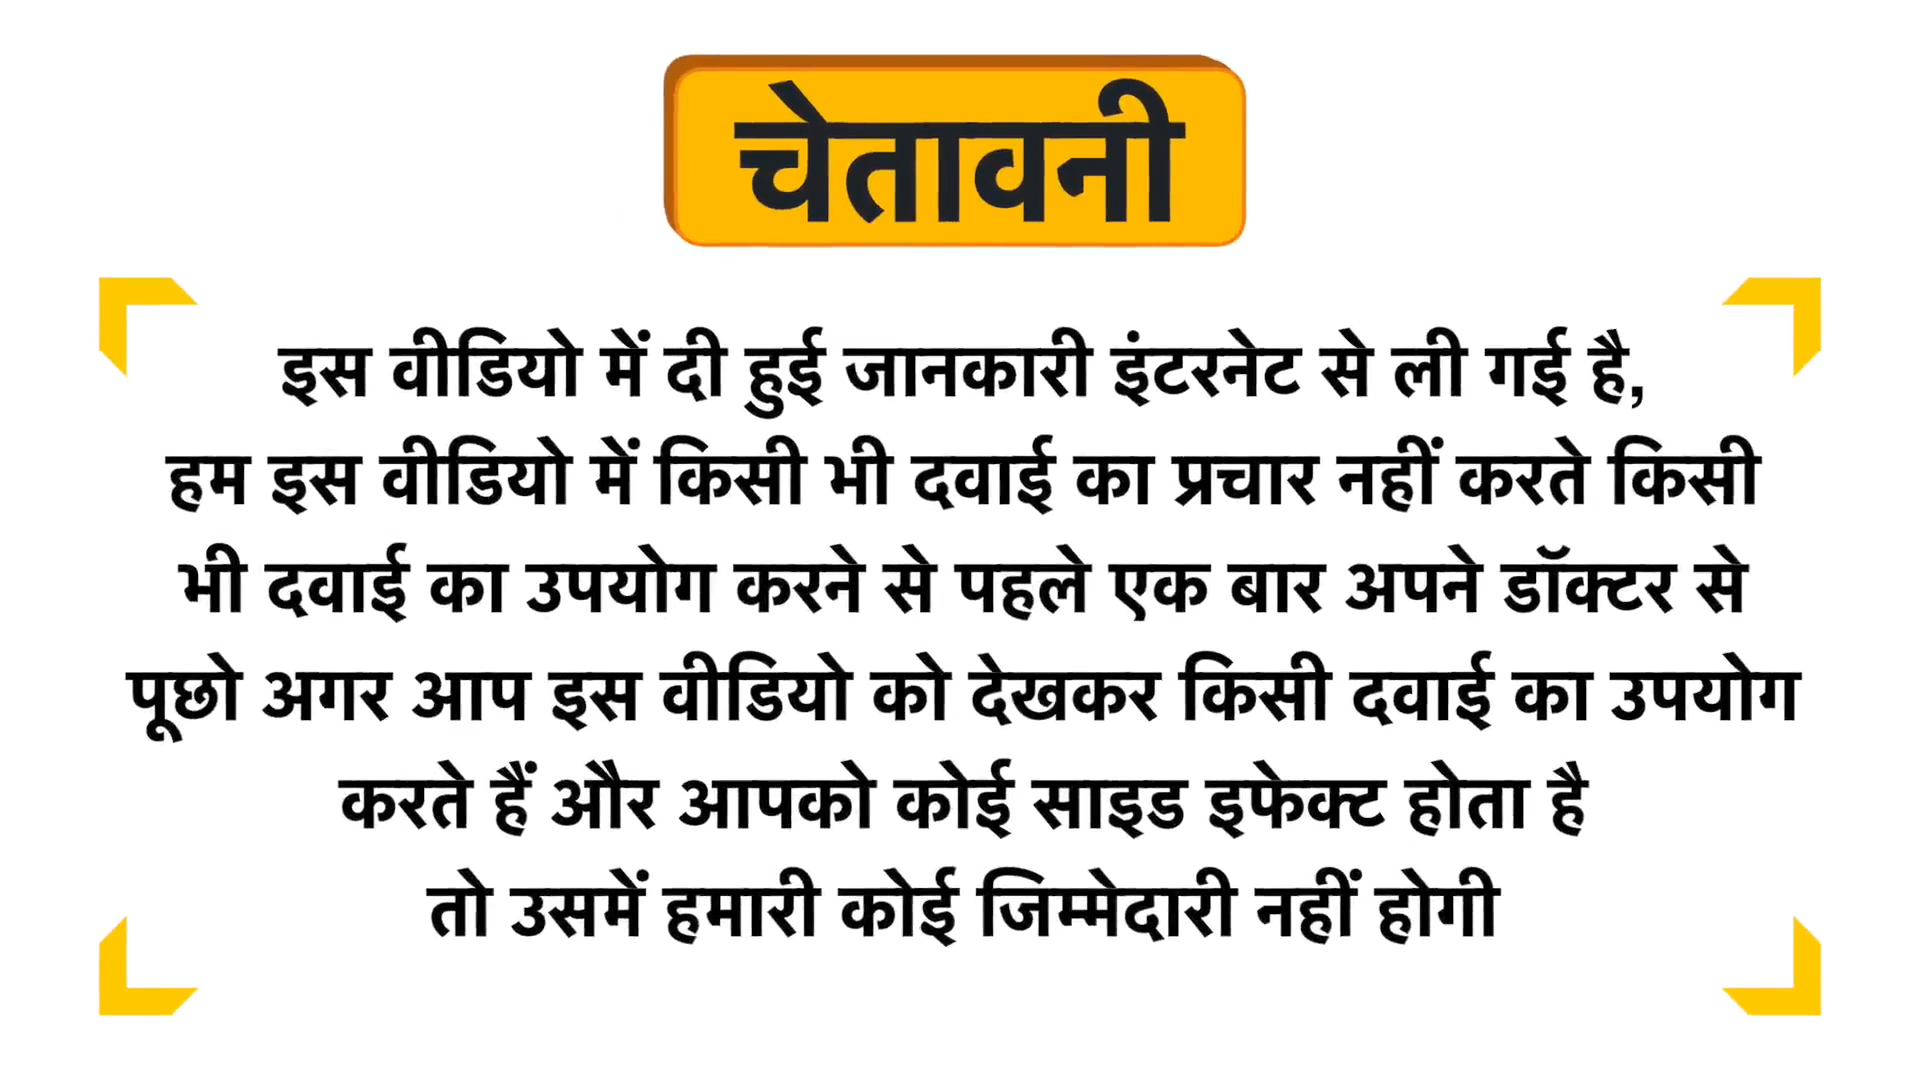 चेतावनी
इस वीडियो में दी हुई जानकारी इंटरनेट से ली गई है,
हम इस वीडियो में किसी भी दवाई का प्रचार नहीं करते किसी
भी दवाई का उपयोग करने से पहले एक बार अपने डॉक्टर से
पूछो अगर आप इस वीडियो को देखकर किसी दवाई का उपयोग
करते हैं और आपको कोई साइड इफेक्ट होता है
तो उसमें हमारी कोई जिम्मेदारी नहीं होगी